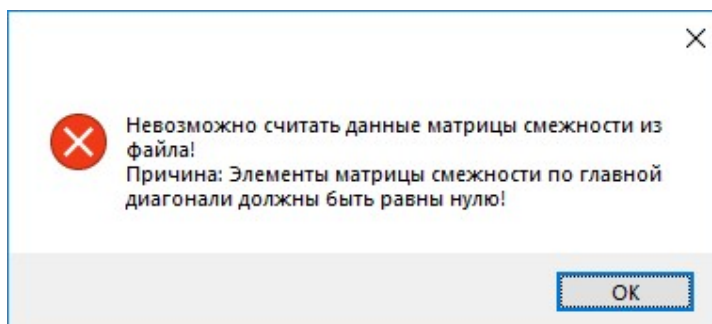 Невозможно считать данные матрицы смежности из
файла!
Причина: Элементы матрицы смежности по главной
диагонали должны быть равны нулю!
OK